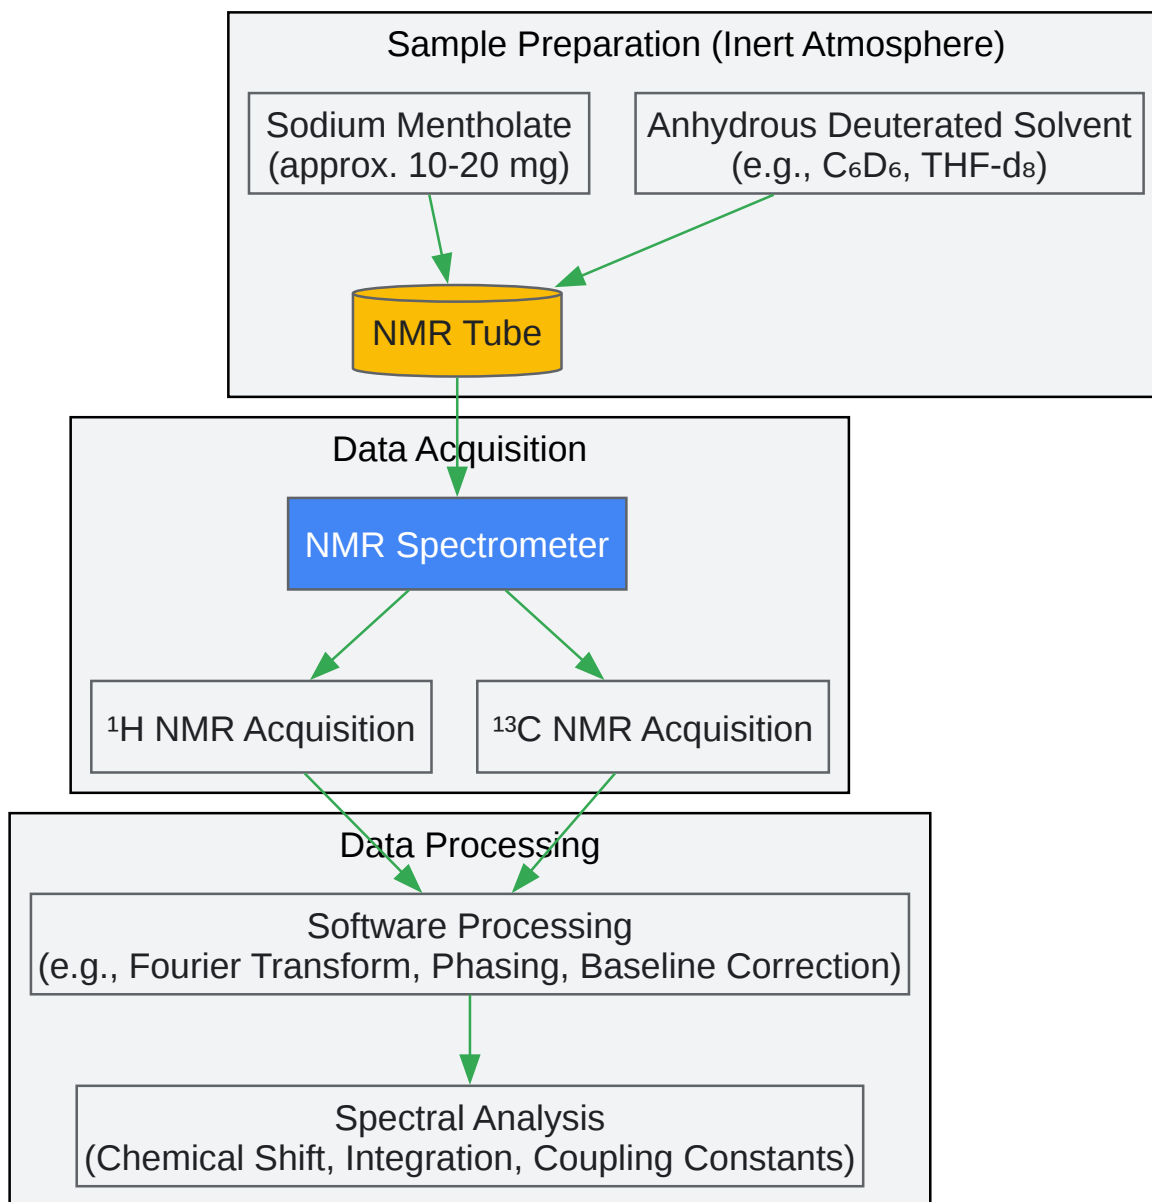 Sample Preparation (Inert Atmosphere)
Sodium Mentholate
(approx. 10-20 mg)
Anhydrous Deuterated Solvent
(e.g., C₆D₆, THF-d₈)
NMR Tube
Data Acquisition
NMR Spectrometer
¹H NMR Acquisition
¹³C NMR Acquisition
Data Processing
Software Processing
(e.g., Fourier Transform, Phasing, Baseline Correction)
Spectral Analysis
(Chemical Shift, Integration, Coupling Constants)